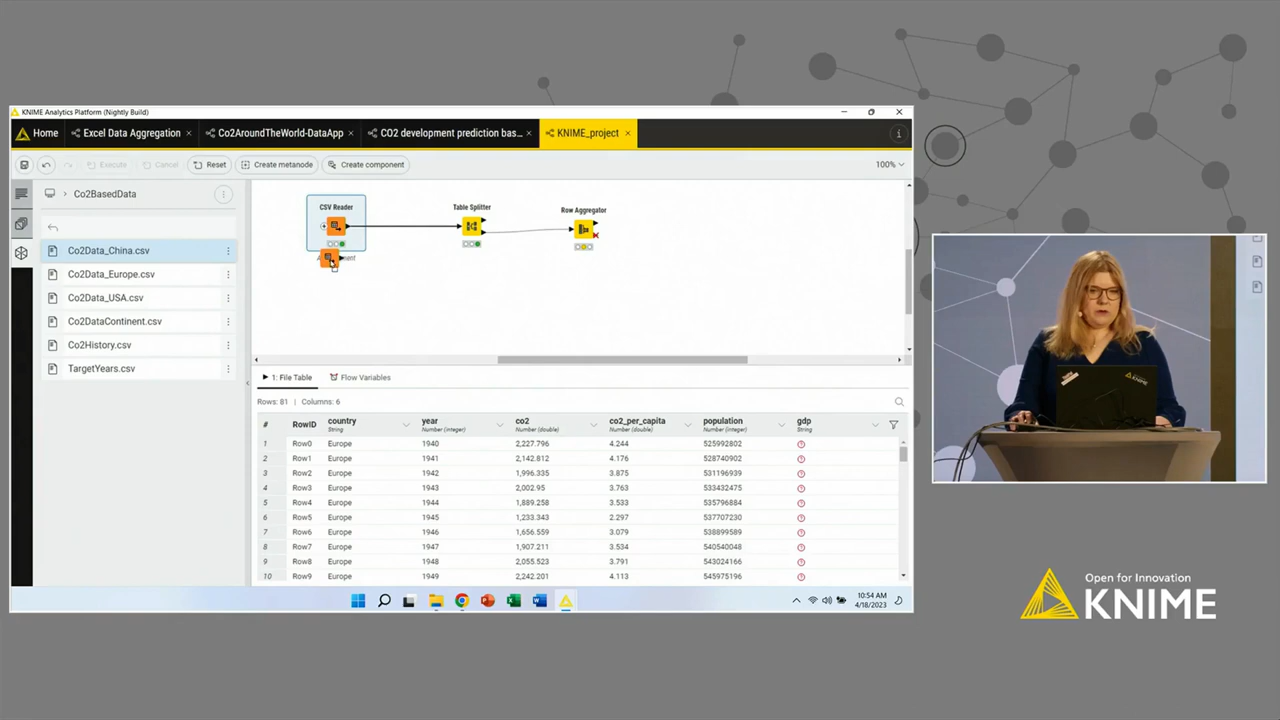 KNIME Analytics Platform (Nightly Build)
Home
Excel Data Aggregation
Co2AroundTheWorld-DataApp
CO2 development prediction bas...
KNIME_project
Execute
Cancel
Reset
Create metanode
Create component
100%
Co2BasedData
Co2Data_China.csv
Co2Data_Europe.csv
Co2Data_USA.csv
Co2DataContinent.csv
Co2History.csv
TargetYears.csv
CSV Reader
Table Splitter
Row Aggregator
1: File Table
Flow Variables
Rows: 81 | Columns: 6
# RowID country year co2 co2_per_capita population gdp
String Number (integer) Number (double) Number (double) Number (integer) String
1 Row0 Europe 1940 2,227.796 4.244 525992802
2 Row1 Europe 1941 2,142.812 4.176 528740902
3 Row2 Europe 1942 1,996.335 3.875 531196939
4 Row3 Europe 1943 2,002.95 3.763 533432475
5 Row4 Europe 1944 1,889.258 3.533 535796884
6 Row5 Europe 1945 1,233.343 2.297 537707230
7 Row6 Europe 1946 1,656.559 3.079 538899589
8 Row7 Europe 1947 1,907.211 3.534 540540048
9 Row8 Europe 1948 2,055.523 3.791 543024166
10 Row9 Europe 1949 2,242.201 4.113 545975196
10:54 AM
4/18/2023
Open for Innovation
KNIME